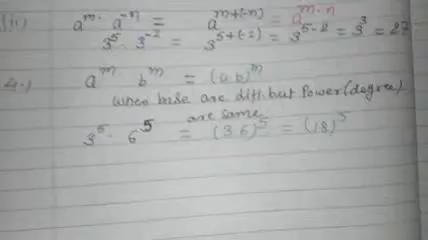 a^m · a^-n = a^m+(-n) = a^m-n
3^5 · 3^-2 = 3^5+(-2) = 3^5-2 = 3^3 = 27
4.) a^m b^m = (ab)^m
when base are diff. but Power (degree)
are same
3^5 · 6^5 = (3 6)^5 = (18)^5